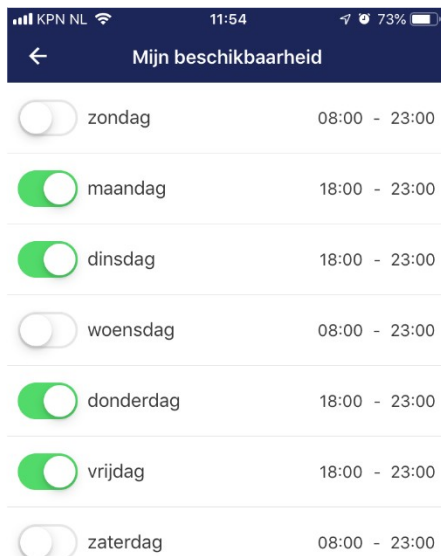 KPN NL 11:54 73%
Mijn beschikbaarheid
zondag 08:00 - 23:00
maandag 18:00 - 23:00
dinsdag 18:00 - 23:00
woensdag 08:00 - 23:00
donderdag 18:00 - 23:00
vrijdag 18:00 - 23:00
zaterdag 08:00 - 23:00